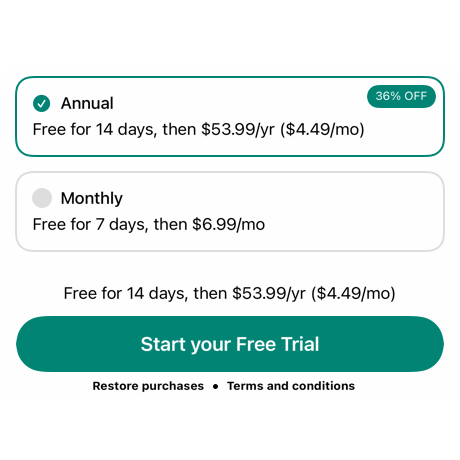 36% OFF
Annual
Free for 14 days, then $53.99/yr ($4.49/mo)
Monthly
Free for 7 days, then $6.99/mo
Free for 14 days, then $53.99/yr ($4.49/mo)
Start your Free Trial
Restore purchases • Terms and conditions